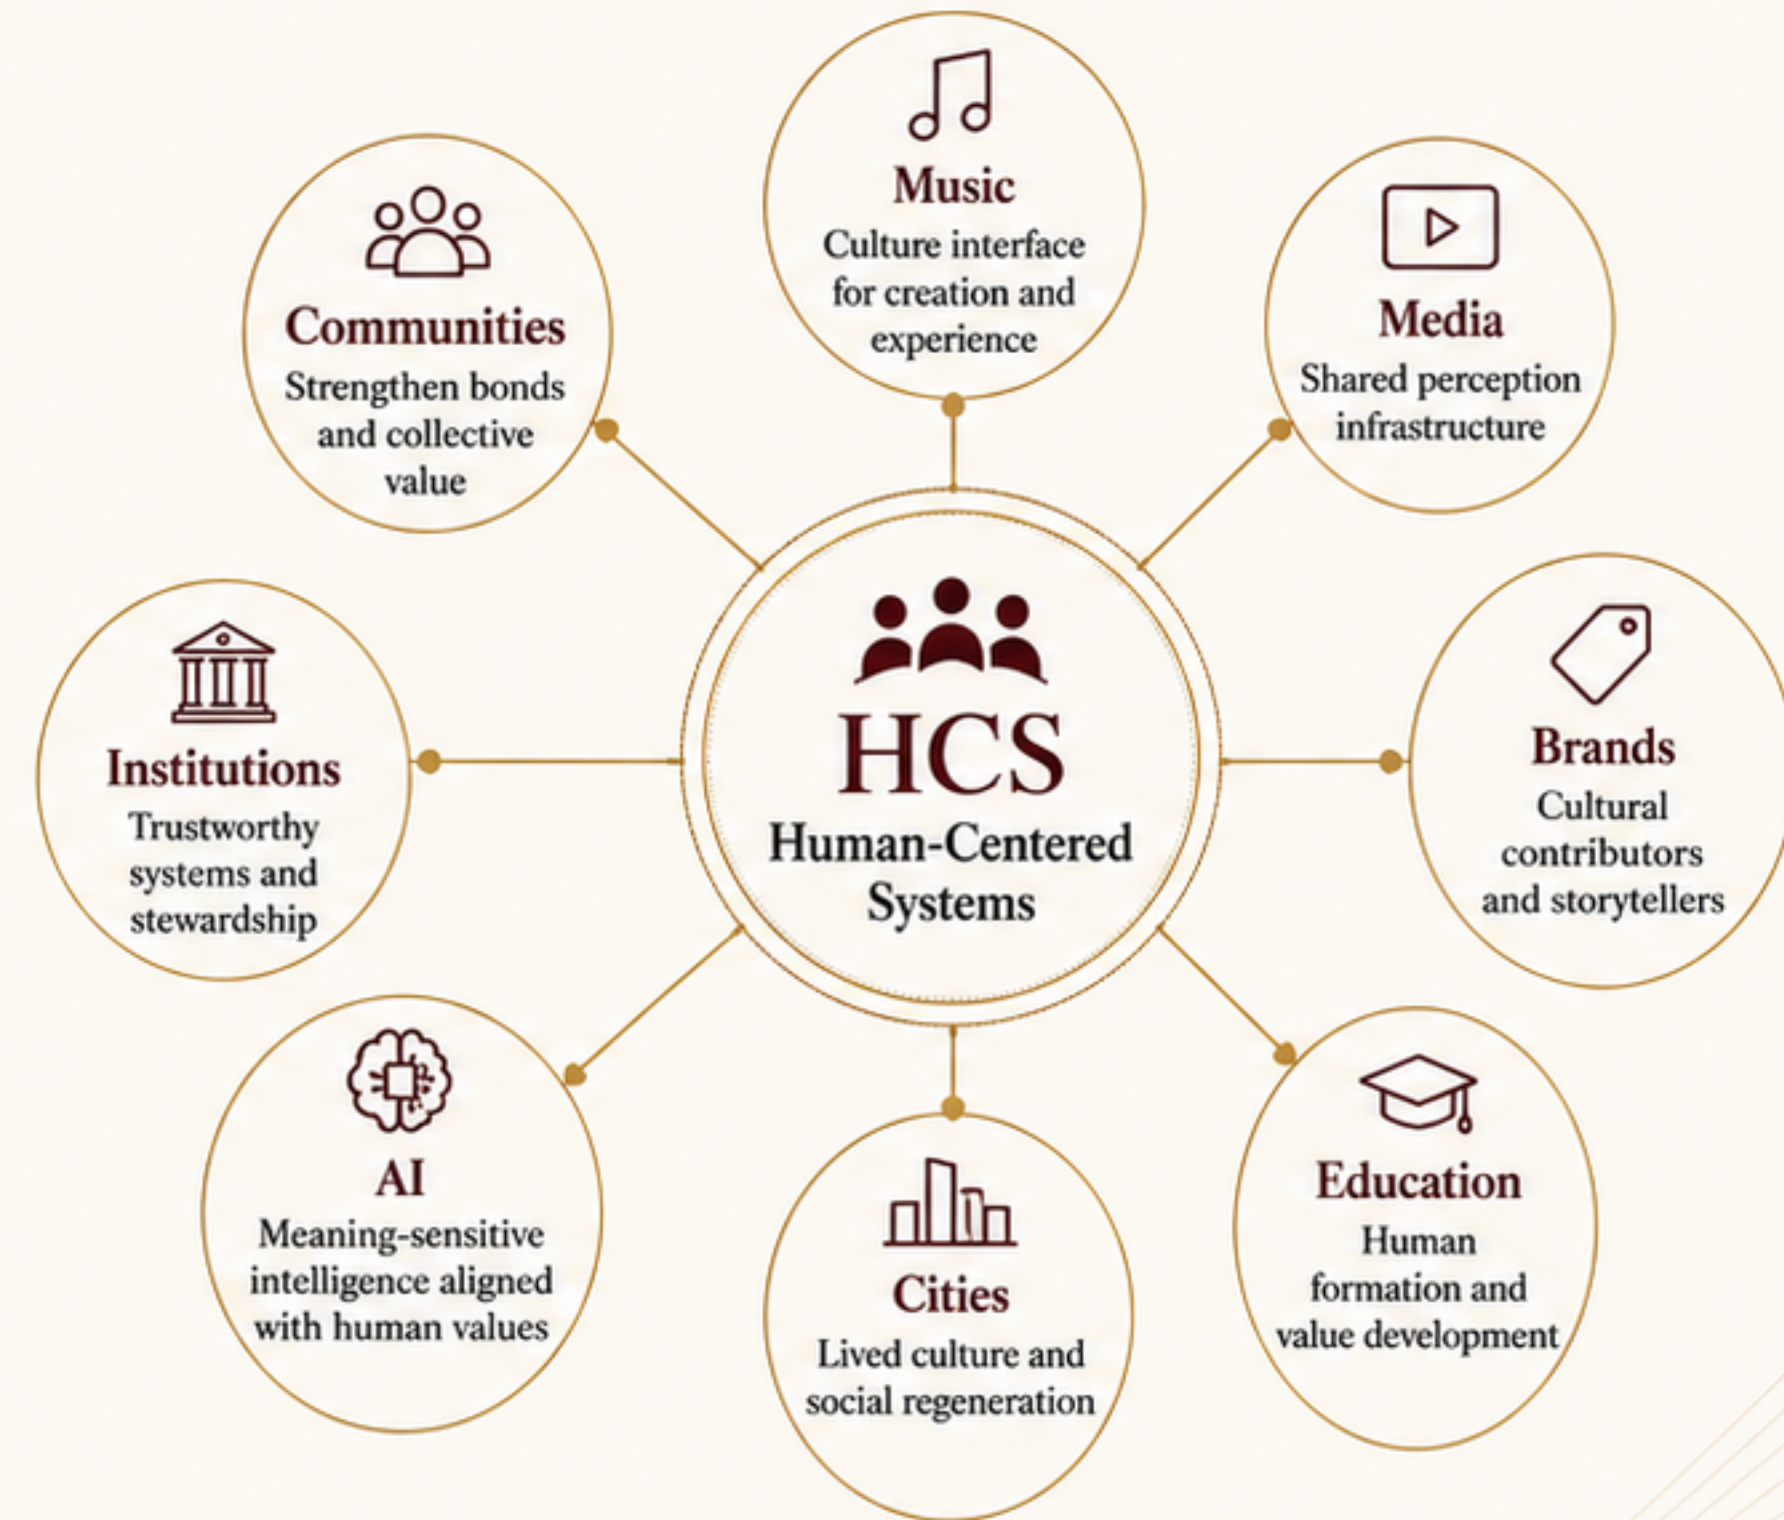 Music
Culture interface
for creation and
experience
Communities
Strengthen bonds
and collective
value
Media
Shared perception
infrastructure
Institutions
Trustworthy
systems and
stewardship
HCS
Human-Centered
Systems
Brands
Cultural
contributors
and storytellers
AI
Meaning-sensitive
intelligence aligned
with human values
Cities
Lived culture and
social regeneration
Education
Human
formation and
value development